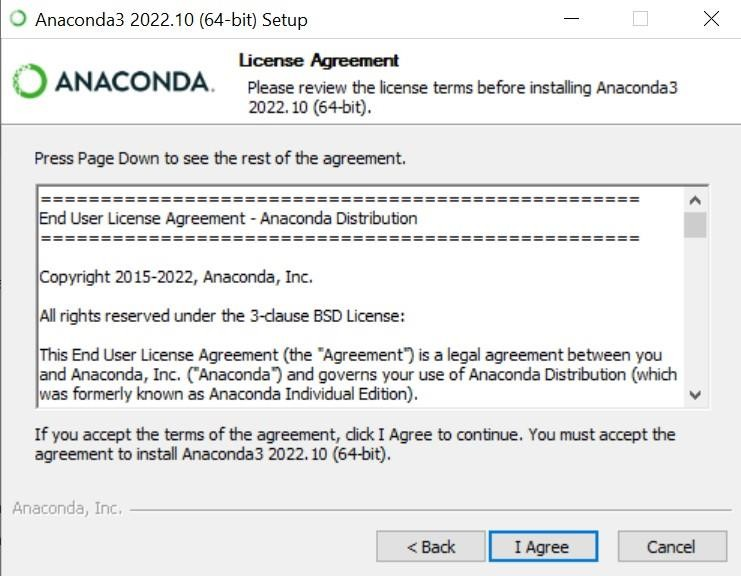 Anaconda3 2022.10 (64-bit) Setup
ANACONDA.
License Agreement
Please review the license terms before installing Anaconda3
2022.10 (64-bit).
Press Page Down to see the rest of the agreement.
==================================================
End User License Agreement - Anaconda Distribution
==================================================
Copyright 2015-2022, Anaconda, Inc.
All rights reserved under the 3-clause BSD License:
This End User License Agreement (the "Agreement") is a legal agreement between you
and Anaconda, Inc. ("Anaconda") and governs your use of Anaconda Distribution (which
was formerly known as Anaconda Individual Edition).
If you accept the terms of the agreement, click I Agree to continue. You must accept the
agreement to install Anaconda3 2022.10 (64-bit).
Anaconda, Inc.
< Back
I Agree
Cancel